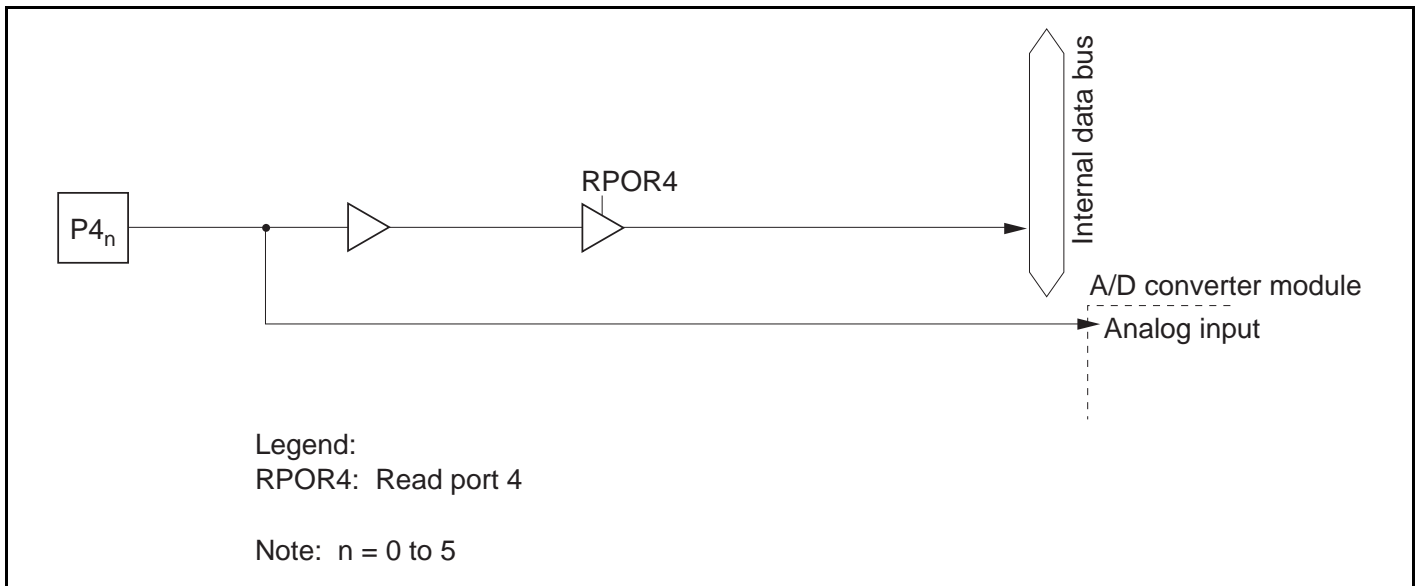 RPOR4
P4n
Internal data bus
A/D converter module
Analog input
Legend:
RPOR4: Read port 4
Note: n = 0 to 5